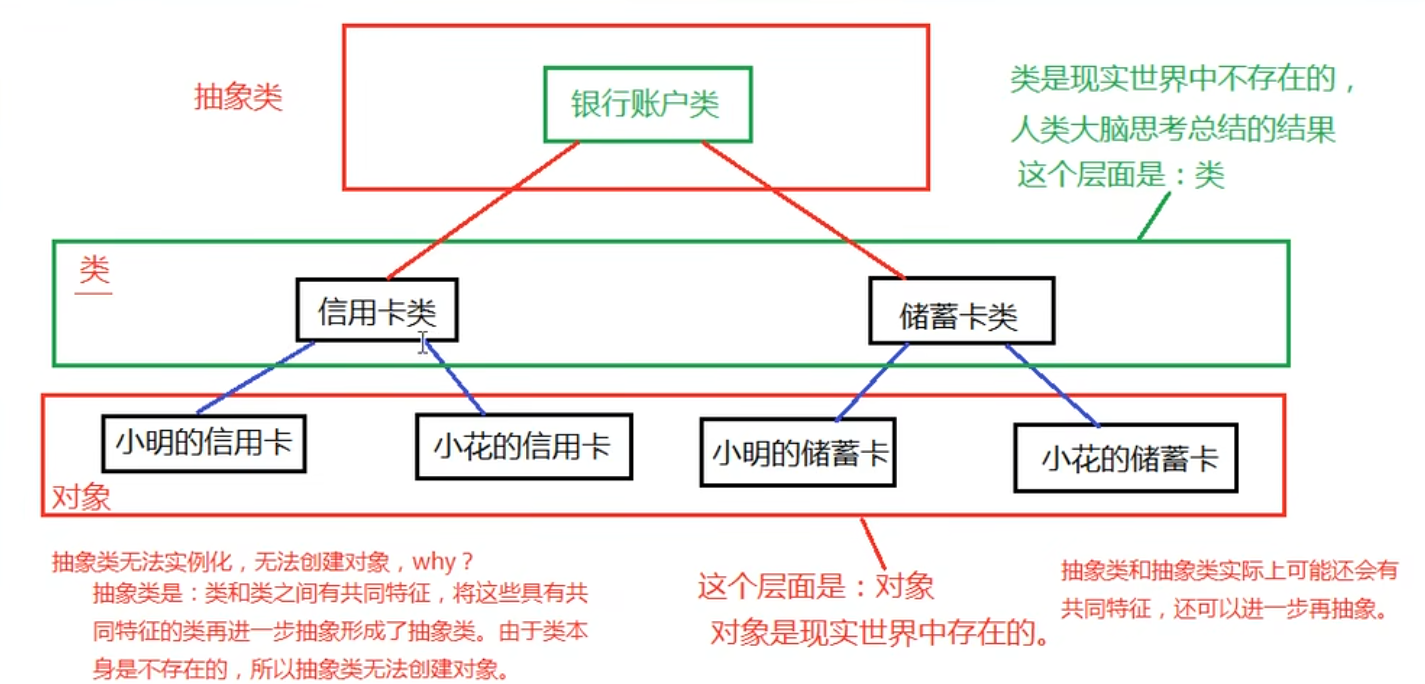 抽象类
银行账户类
类是现实世界中不存在的，
人类大脑思考总结的结果
这个层面是：类
类
信用卡类
储蓄卡类
小明的信用卡
小花的信用卡
小明的储蓄卡
小花的储蓄卡
对象
抽象类无法实例化，无法创建对象，why？
抽象类是：类和类之间有共同特征，将这些具有共
同特征的类再进一步抽象形成了抽象类。由于类本
身是不存在的，所以抽象类无法创建对象。
这个层面是：对象
对象是现实世界中存在的。
抽象类和抽象类实际上可能还会有
共同特征，还可以进一步再抽象。